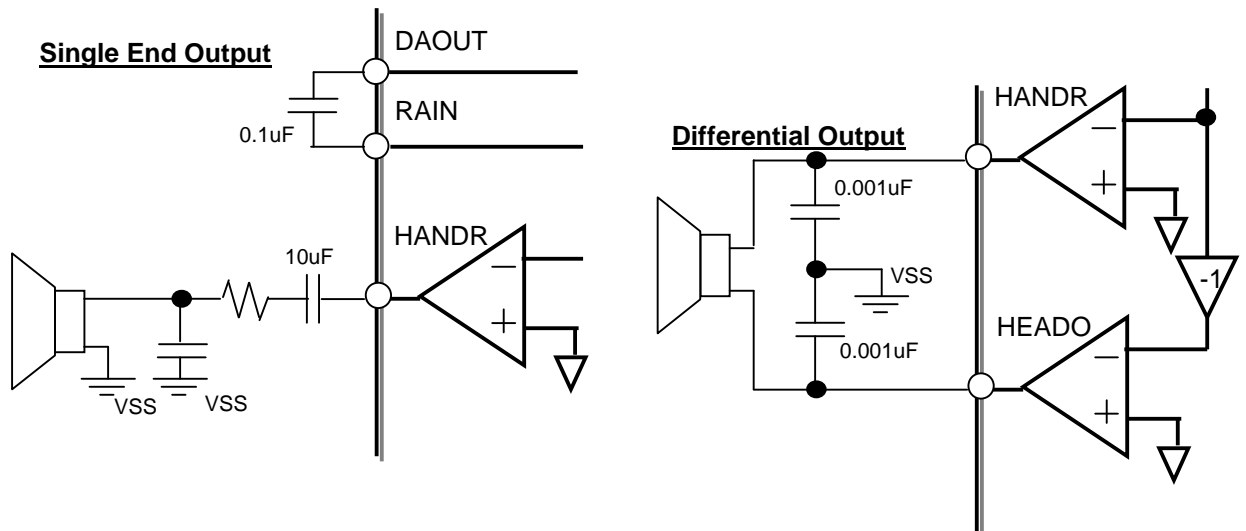 Single End Output
DAOUT
RAIN
0.1uF
HANDR
10uF
−
+
VSS
VSS
Differential Output
HANDR
−
+
0.001uF
VSS
-1
0.001uF
HEADO
−
+